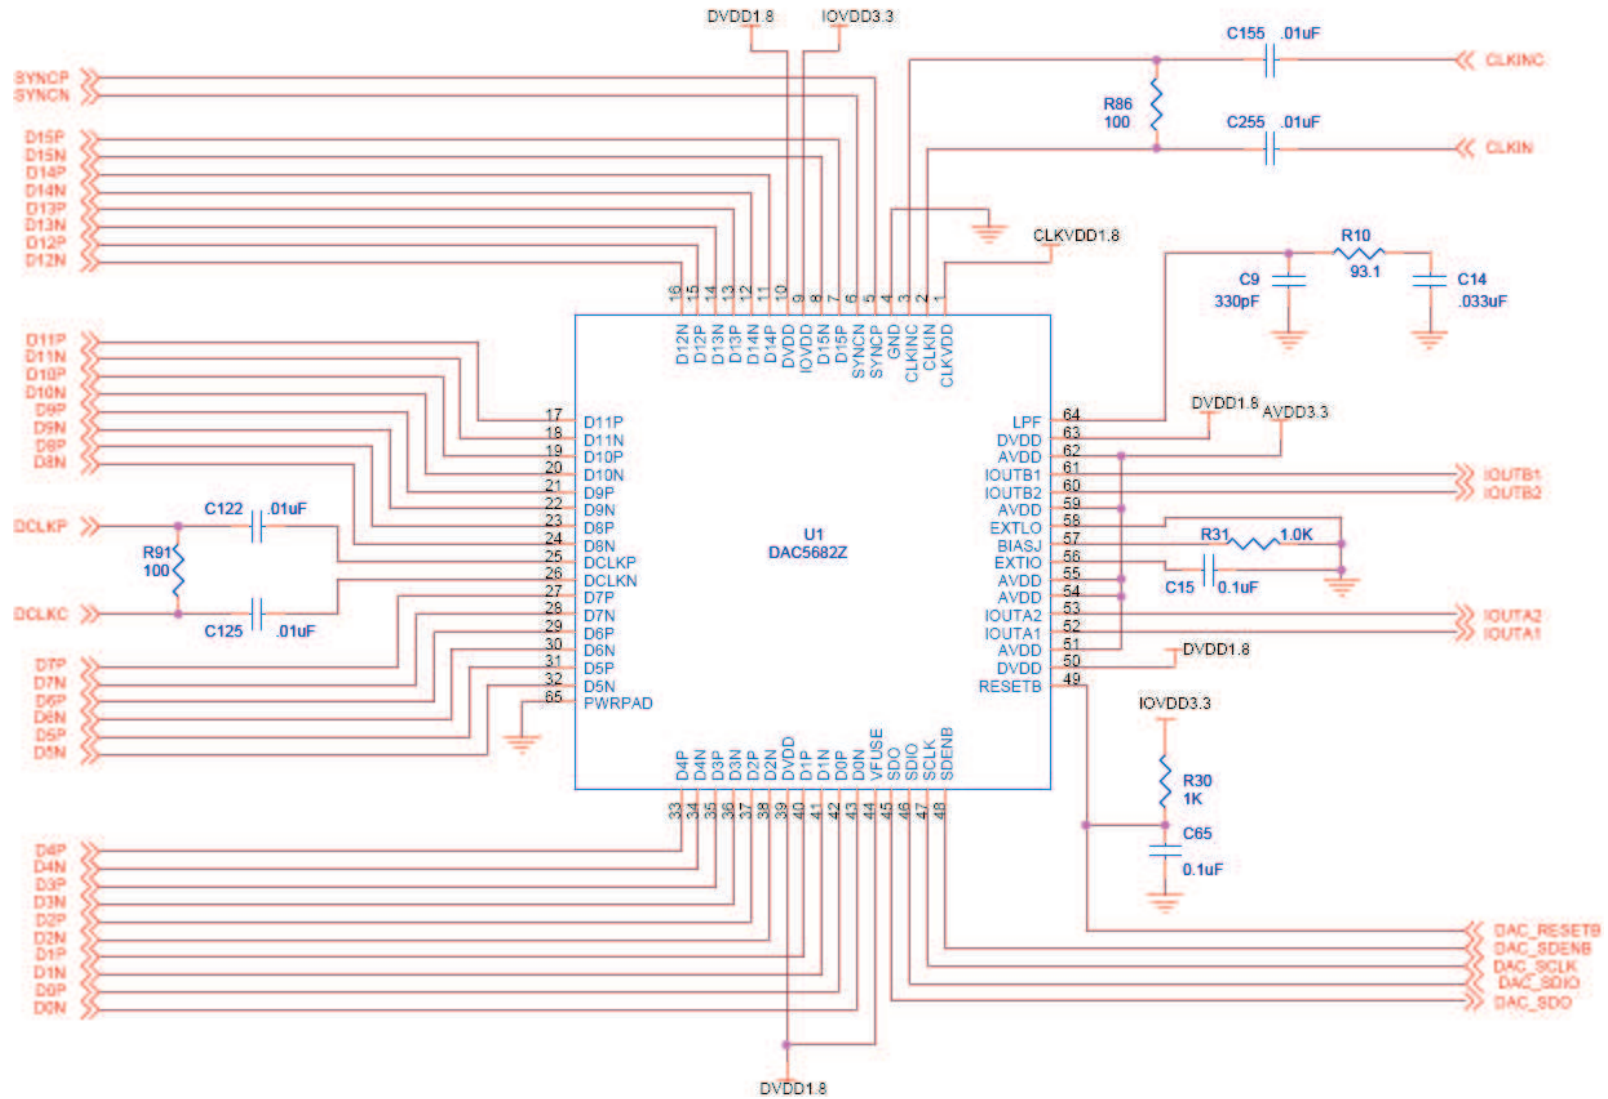 DVDD1.8 IOVDD3.3
C155 .01uF
CLKINC
SYNCP
SYNCN
R86
100
C255 .01uF
CLKIN
D15P
D15N
D14P
D14N
D13P
D13N
D12P
D12N
CLKVDD1.8
R10
93.1
C9
330pF
C14
.033uF
16 15 14 13 12 11 10 9 8 7 6 5 4 3 2 1
D12N D12P D13N D13P D14N D14P DVDD IOVDD D15N D15P SYNCN SYNCP GND CLKINC CLKIN CLKVDD
D11P
D11N
D10P
D10N
D9P
D9N
D8P
D8N
DCLKP
C122 .01uF
R91
100
DCLKC
C125 .01uF
D7P
D7N
D6P
D6N
D5P
D5N
17 D11P
18 D11N
19 D10P
20 D10N
21 D9P
22 D9N
23 D8P
24 D8N
25 DCLKP
26 DCLKN
27 D7P
28 D7N
29 D6P
30 D6N
31 D5P
32 D5N
65 PWRPAD
U1
DAC5682Z
LPF 64
DVDD 63
AVDD 62
IOUTB1 61
IOUTB2 60
AVDD 59
EXTLO 58
BIASJ 57
EXTIO 56
AVDD 55
AVDD 54
IOUTA2 53
IOUTA1 52
AVDD 51
DVDD 50
RESETB 49
DVDD1.8 AVDD3.3
IOUTB1
IOUTB2
R31 1.0K
C15 0.1uF
IOUTA2
IOUTA1
DVDD1.8
IOVDD3.3
R30
1K
C65
0.1uF
D4P D4N D3P D3N D2P D2N DVDD D1P D1N D0P D0N VFUSE SDO SDIO SCLK SDENB
33 34 35 36 37 38 39 40 41 42 43 44 45 46 47 48
D4P
D4N
D3P
D3N
D2P
D2N
D1P
D1N
D0P
D0N
DAC_RESETB
DAC_SDENB
DAC_SCLK
DAC_SDIO
DAC_SDO
DVDD1.8